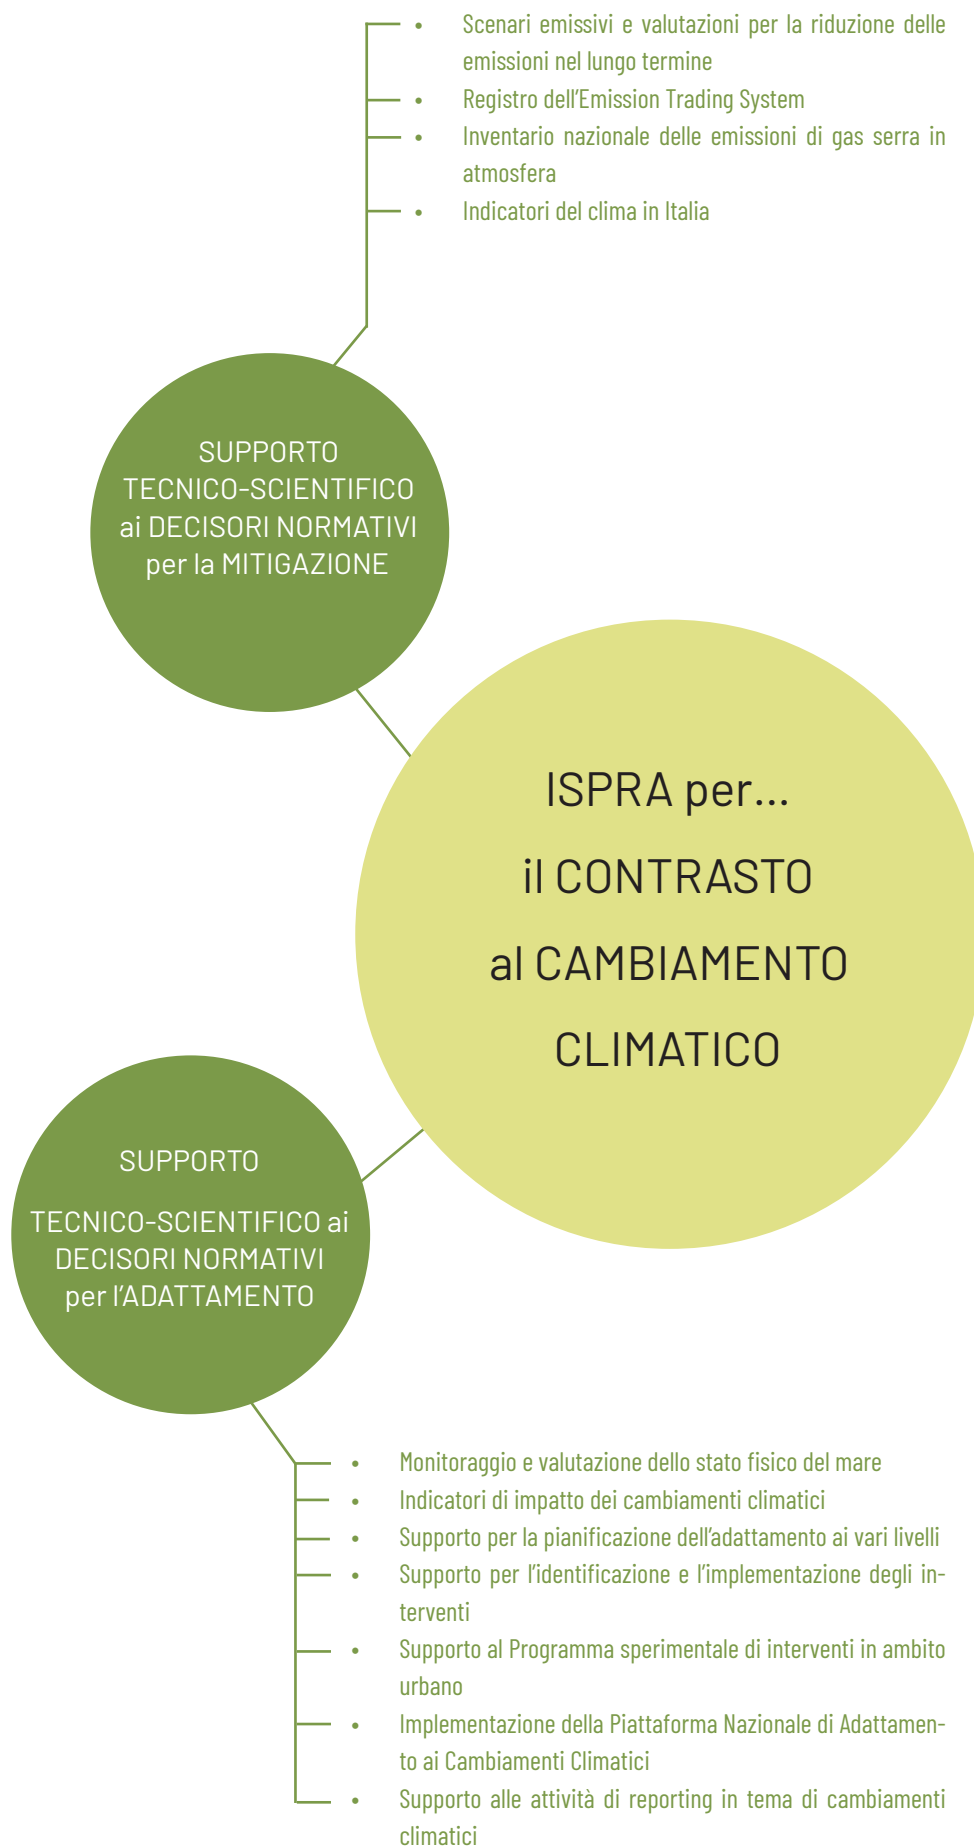 • Scenari emissivi e valutazioni per la riduzione delle
emissioni nel lungo termine
• Registro dell'Emission Trading System
• Inventario nazionale delle emissioni di gas serra in
atmosfera
• Indicatori del clima in Italia
SUPPORTO
TECNICO-SCIENTIFICO
ai DECISORI NORMATIVI
per la MITIGAZIONE
ISPRA per...
il CONTRASTO
al CAMBIAMENTO
CLIMATICO
SUPPORTO
TECNICO-SCIENTIFICO ai
DECISORI NORMATIVI
per l'ADATTAMENTO
• Monitoraggio e valutazione dello stato fisico del mare
• Indicatori di impatto dei cambiamenti climatici
• Supporto per la pianificazione dell'adattamento ai vari livelli
• Supporto per l'identificazione e l'implementazione degli in-
terventi
• Supporto al Programma sperimentale di interventi in ambito
urbano
• Implementazione della Piattaforma Nazionale di Adattamen-
to ai Cambiamenti Climatici
• Supporto alle attività di reporting in tema di cambiamenti
climatici